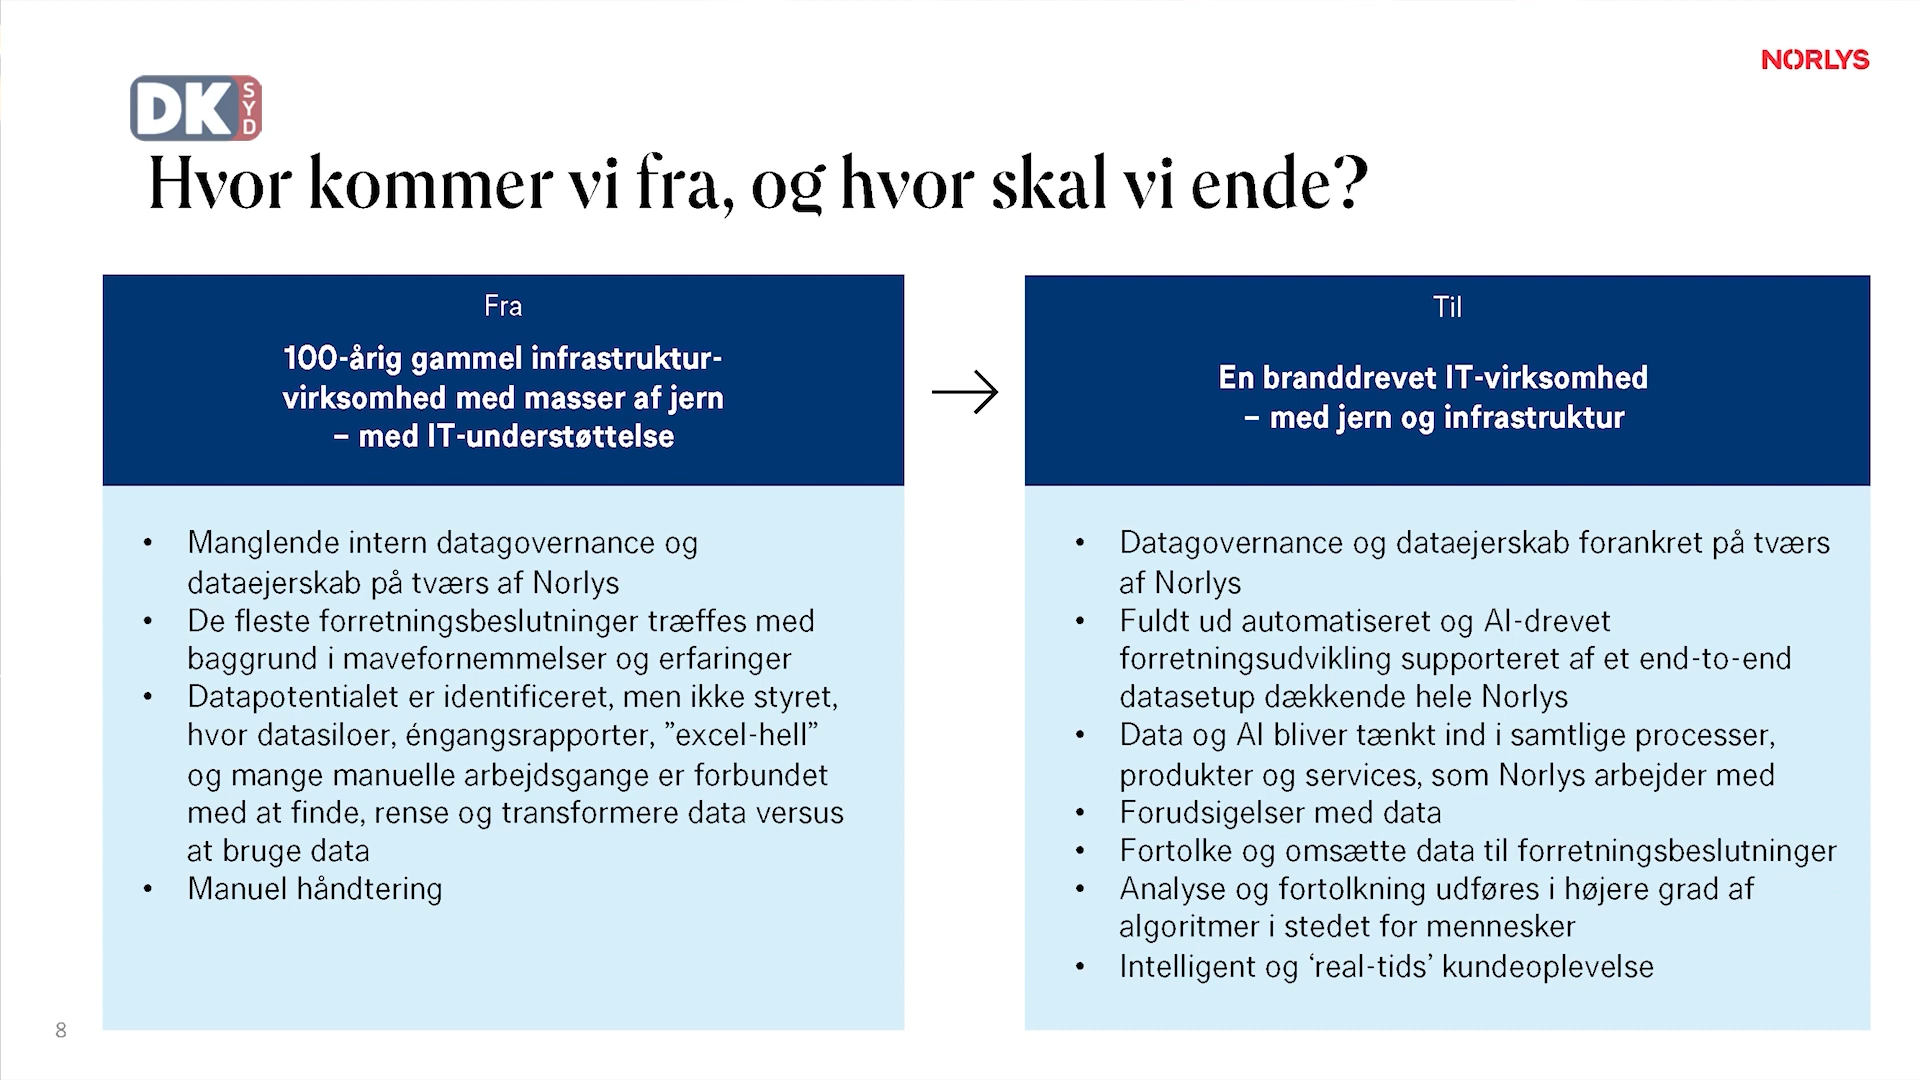 NORLYS
DK SYD
Hvor kommer vi fra, og hvor skal vi ende?
Fra
100-årig gammel infrastruktur-
virksomhed med masser af jern
– med IT-understøttelse
• Manglende intern datagovernance og
dataejerskab på tværs af Norlys
• De fleste forretningsbeslutninger træffes med
baggrund i mavefornemmelser og erfaringer
• Datapotentialet er identificeret, men ikke styret,
hvor datasiloer, éngangsrapporter, ”excel-hell”
og mange manuelle arbejdsgange er forbundet
med at finde, rense og transformere data versus
at bruge data
• Manuel håndtering
Til
En branddrevet IT-virksomhed
– med jern og infrastruktur
• Datagovernance og dataejerskab forankret på tværs
af Norlys
• Fuldt ud automatiseret og AI-drevet
forretningsudvikling supporteret af et end-to-end
datasetup dækkende hele Norlys
• Data og AI bliver tænkt ind i samtlige processer,
produkter og services, som Norlys arbejder med
• Forudsigelser med data
• Fortolke og omsætte data til forretningsbeslutninger
• Analyse og fortolkning udføres i højere grad af
algoritmer i stedet for mennesker
• Intelligent og ‘real-tids’ kundeoplevelse
8